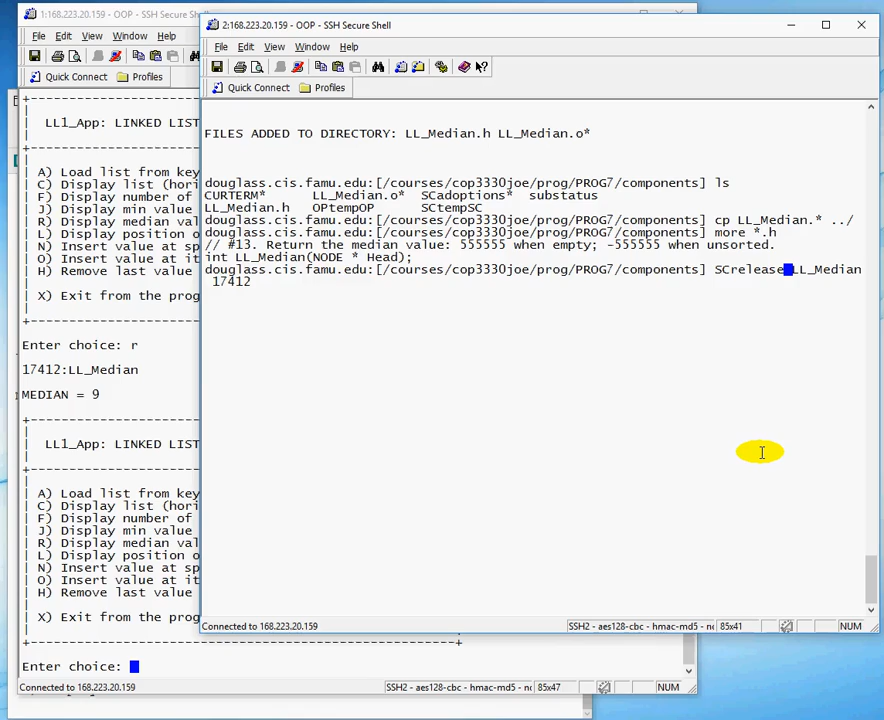 1:168.223.20.159 - OOP - SSH Secure Shell
File Edit View Window Help
Quick Connect Profiles
LL1_App: LINKED LIST
A) Load list from key
C) Display list (hori
F) Display number of
J) Display min value
R) Display median val
L) Display position o
N) Insert value at sp
O) Insert value at it
H) Remove last value
X) Exit from the prog
Enter choice: r
17412:LL_Median
MEDIAN = 9
LL1_App: LINKED LIST
A) Load list from key
C) Display list (hori
F) Display number of
J) Display min value
R) Display median val
L) Display position o
N) Insert value at sp
O) Insert value at it
H) Remove last value
X) Exit from the prog
Enter choice:
Connected to 168.223.20.159 SSH2 - aes128-cbc - hmac-md5 - nc 85x47 NUM
2:168.223.20.159 - OOP - SSH Secure Shell
File Edit View Window Help
Quick Connect Profiles
FILES ADDED TO DIRECTORY: LL_Median.h LL_Median.o*
douglass.cis.famu.edu:[/courses/cop3330joe/prog/PROG7/components] ls
CURTERM* LL_Median.o* SCadoptions* substatus
LL_Median.h OPtempOP SCtempSC
douglass.cis.famu.edu:[/courses/cop3330joe/prog/PROG7/components] cp LL_Median.* ../
douglass.cis.famu.edu:[/courses/cop3330joe/prog/PROG7/components] more *.h
// #13. Return the median value: 555555 when empty; -555555 when unsorted.
int LL_Median(NODE * Head);
douglass.cis.famu.edu:[/courses/cop3330joe/prog/PROG7/components] SCrelease LL_Median
17412
Connected to 168.223.20.159 SSH2 - aes128-cbc - hmac-md5 - nc 85x41 NUM